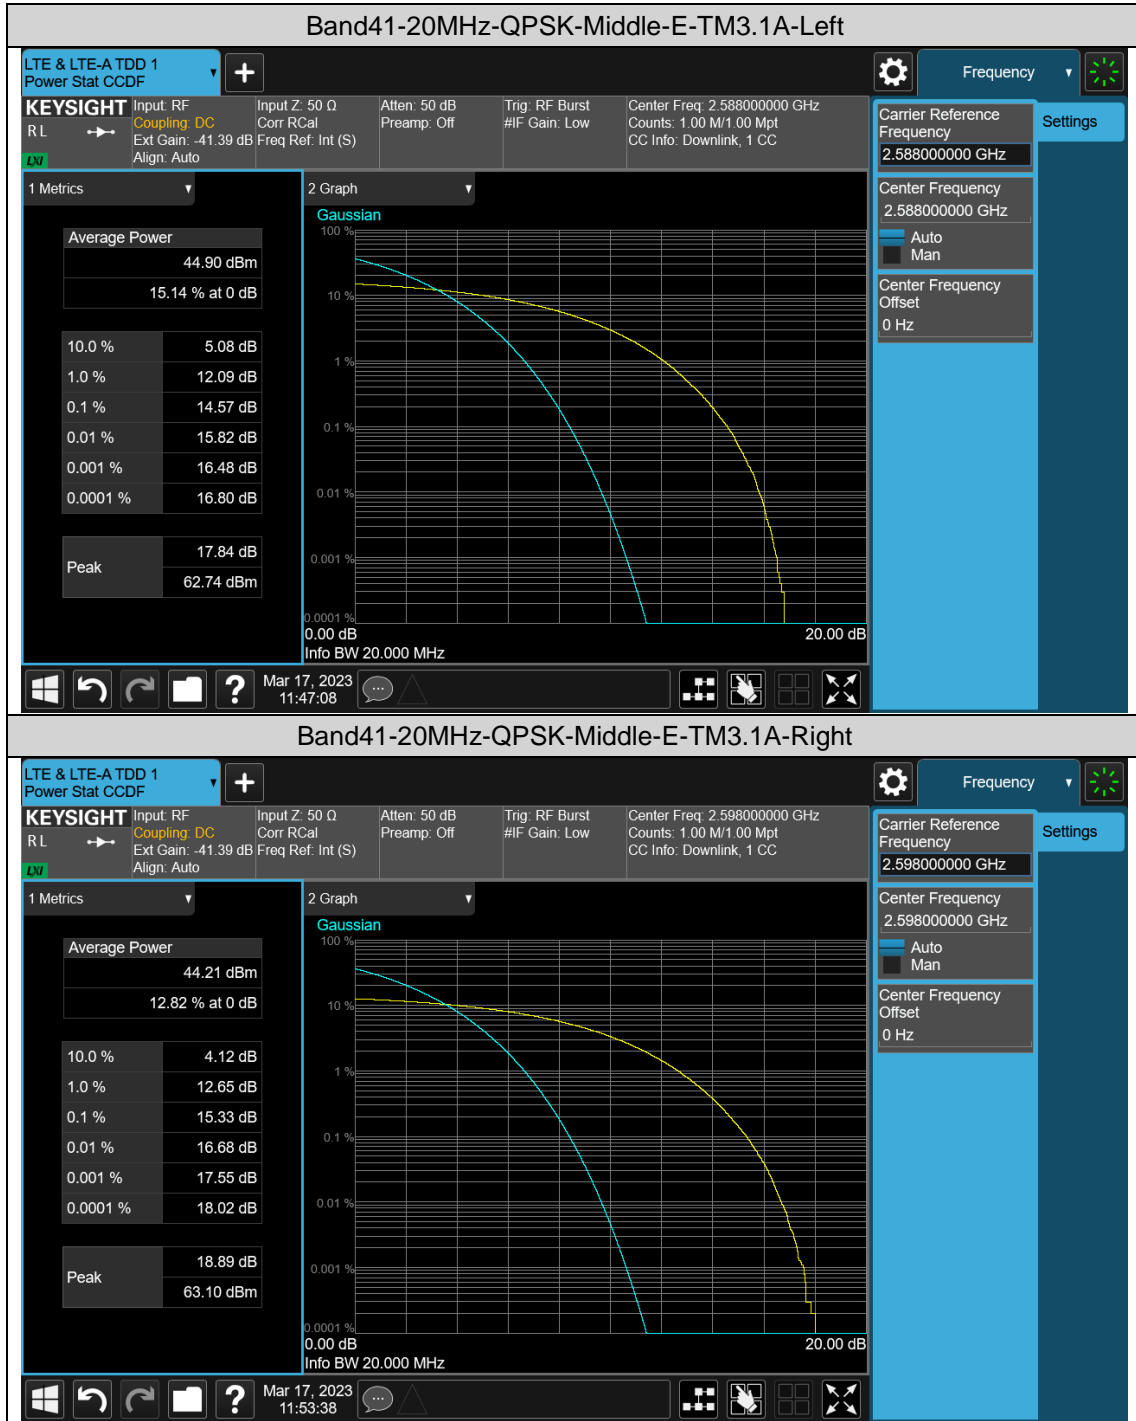 Band41-20MHz-QPSK-Middle-E-TM3.1A-Left
LTE & LTE-A TDD 1
Power Stat CCDF
Frequency
KEYSIGHT
R L
LXI
Input: RF
Coupling: DC
Ext Gain: -41.39 dB
Align: Auto
Input Z: 50 Ω
Corr RCal
Freq Ref: Int (S)
Atten: 50 dB
Preamp: Off
Trig: RF Burst
#IF Gain: Low
Center Freq: 2.588000000 GHz
Counts: 1.00 M/1.00 Mpt
CC Info: Downlink, 1 CC
Carrier Reference
Frequency
2.588000000 GHz
Settings
Center Frequency
2.588000000 GHz
Auto
Man
Center Frequency
Offset
0 Hz
1 Metrics
Average Power
44.90 dBm
15.14 % at 0 dB
10.0 % 5.08 dB
1.0 % 12.09 dB
0.1 % 14.57 dB
0.01 % 15.82 dB
0.001 % 16.48 dB
0.0001 % 16.80 dB
Peak
17.84 dB
62.74 dBm
2 Graph
Gaussian
100 %
10 %
1 %
0.1 %
0.01 %
0.001 %
0.0001 %
0.00 dB 20.00 dB
Info BW 20.000 MHz
?
Mar 17, 2023
11:47:08
Band41-20MHz-QPSK-Middle-E-TM3.1A-Right
LTE & LTE-A TDD 1
Power Stat CCDF
Frequency
KEYSIGHT
R L
LXI
Input: RF
Coupling: DC
Ext Gain: -41.39 dB
Align: Auto
Input Z: 50 Ω
Corr RCal
Freq Ref: Int (S)
Atten: 50 dB
Preamp: Off
Trig: RF Burst
#IF Gain: Low
Center Freq: 2.598000000 GHz
Counts: 1.00 M/1.00 Mpt
CC Info: Downlink, 1 CC
Carrier Reference
Frequency
2.598000000 GHz
Settings
Center Frequency
2.598000000 GHz
Auto
Man
Center Frequency
Offset
0 Hz
1 Metrics
Average Power
44.21 dBm
12.82 % at 0 dB
10.0 % 4.12 dB
1.0 % 12.65 dB
0.1 % 15.33 dB
0.01 % 16.68 dB
0.001 % 17.55 dB
0.0001 % 18.02 dB
Peak
18.89 dB
63.10 dBm
2 Graph
Gaussian
100 %
10 %
1 %
0.1 %
0.01 %
0.001 %
0.0001 %
0.00 dB 20.00 dB
Info BW 20.000 MHz
?
Mar 17, 2023
11:53:38